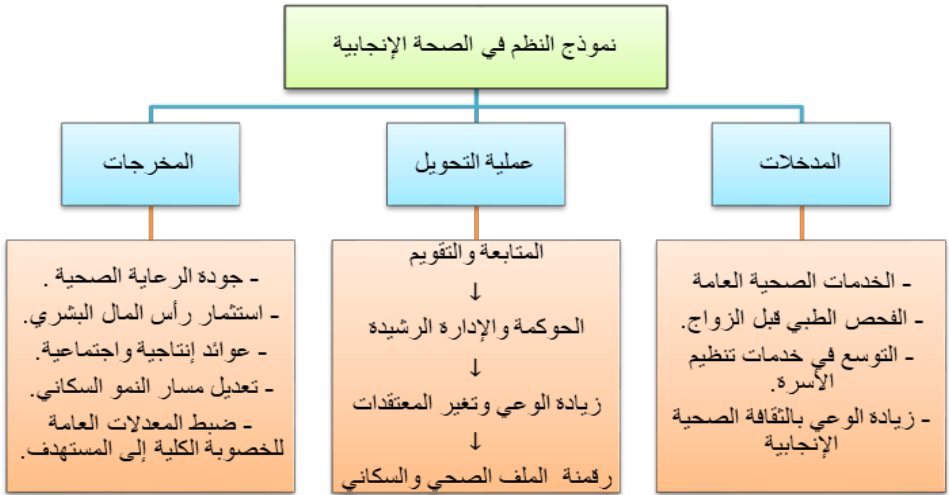 نموذج النظم في الصحة الإنجابية
المدخلات
عملية التحويل
المخرجات
- الخدمات الصحية العامة
- الفحص الطبي قبل الزواج.
- التوسع في خدمات تنظيم
الأسرة.
- زيادة الوعي بالثقافة الصحية
الإنجابية
المتابعة والتقويم
↓
الحوكمة والإدارة الرشيدة
↓
زيادة الوعي وتغير المعتقدات
↓
رقمنة الملف الصحي والسكاني
- جودة الرعاية الصحية .
- استثمار رأس المال البشري.
- عوائد إنتاجية واجتماعية.
- تعديل مسار النمو السكاني.
- ضبط المعدلات العامة
للخصوبة الكلية إلى المستهدف.